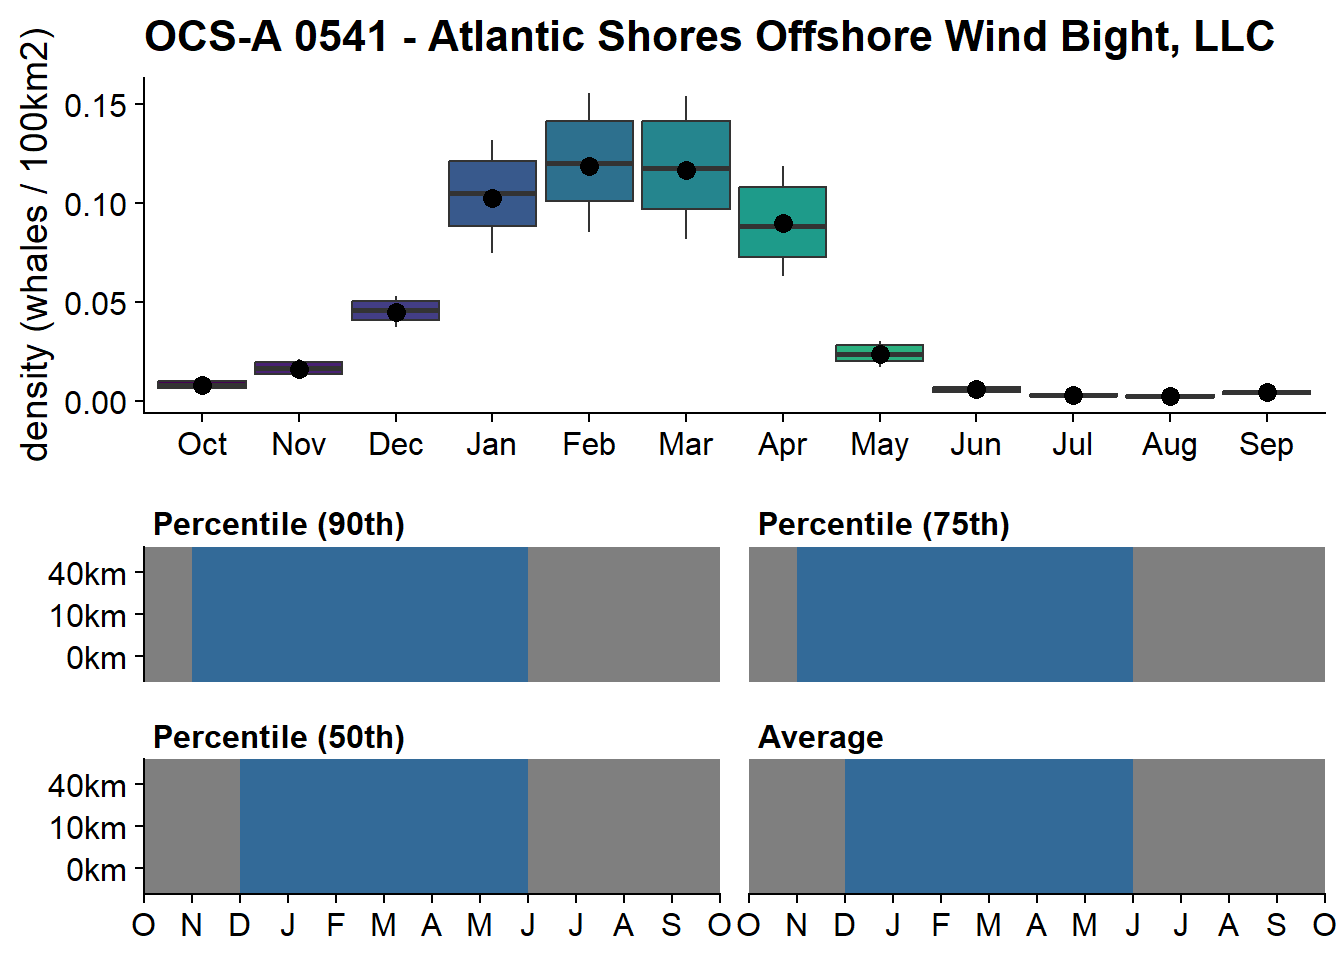 OCS-A 0541 - Atlantic Shores Offshore Wind Bight, LLC
density (whales / 100km2)
0.15
0.10
0.05
0.00
Oct Nov Dec Jan Feb Mar Apr May Jun Jul Aug Sep
Percentile (90th) Percentile (75th)
40km
10km
0km
Percentile (50th) Average
40km
10km
0km
O N D J F M A M J J A S O O N D J F M A M J J A S O